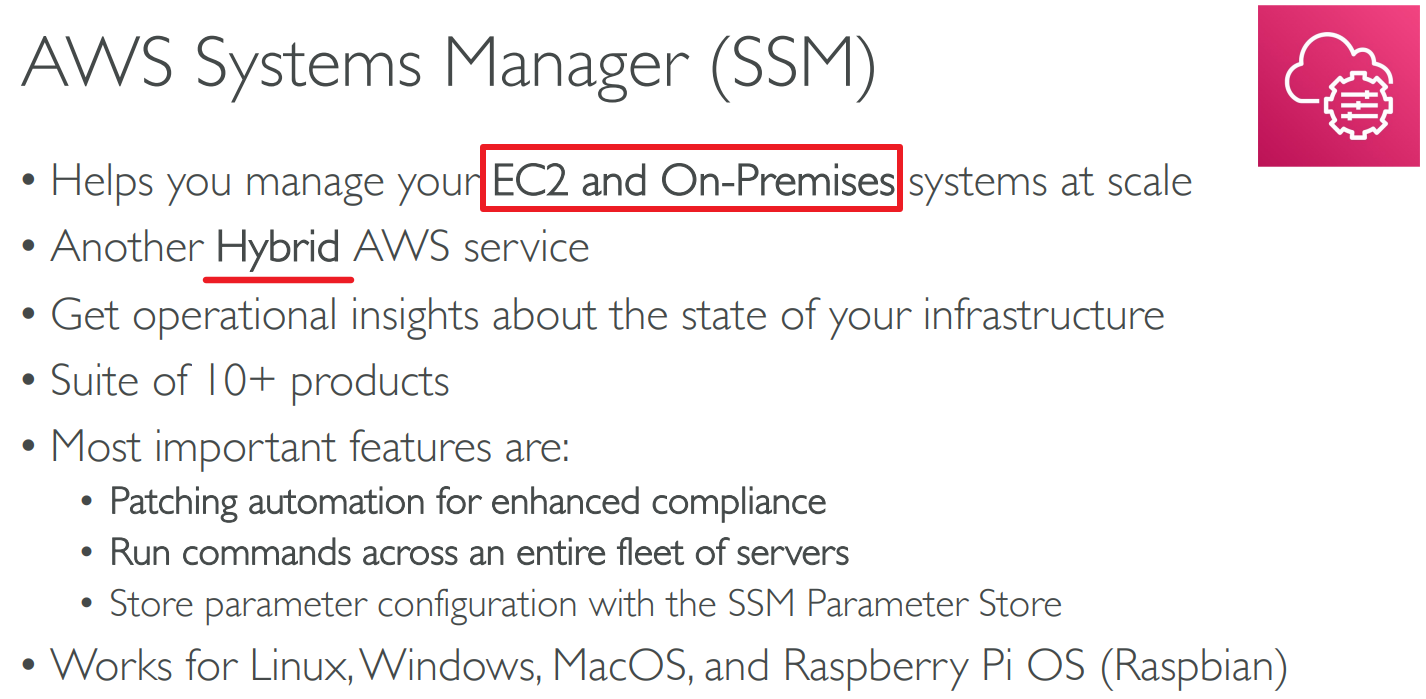 AWS Systems Manager (SSM)
• Helps you manage your EC2 and On-Premises systems at scale
• Another Hybrid AWS service
• Get operational insights about the state of your infrastructure
• Suite of 10+ products
• Most important features are:
• Patching automation for enhanced compliance
• Run commands across an entire fleet of servers
• Store parameter configuration with the SSM Parameter Store
• Works for Linux, Windows, MacOS, and Raspberry Pi OS (Raspbian)